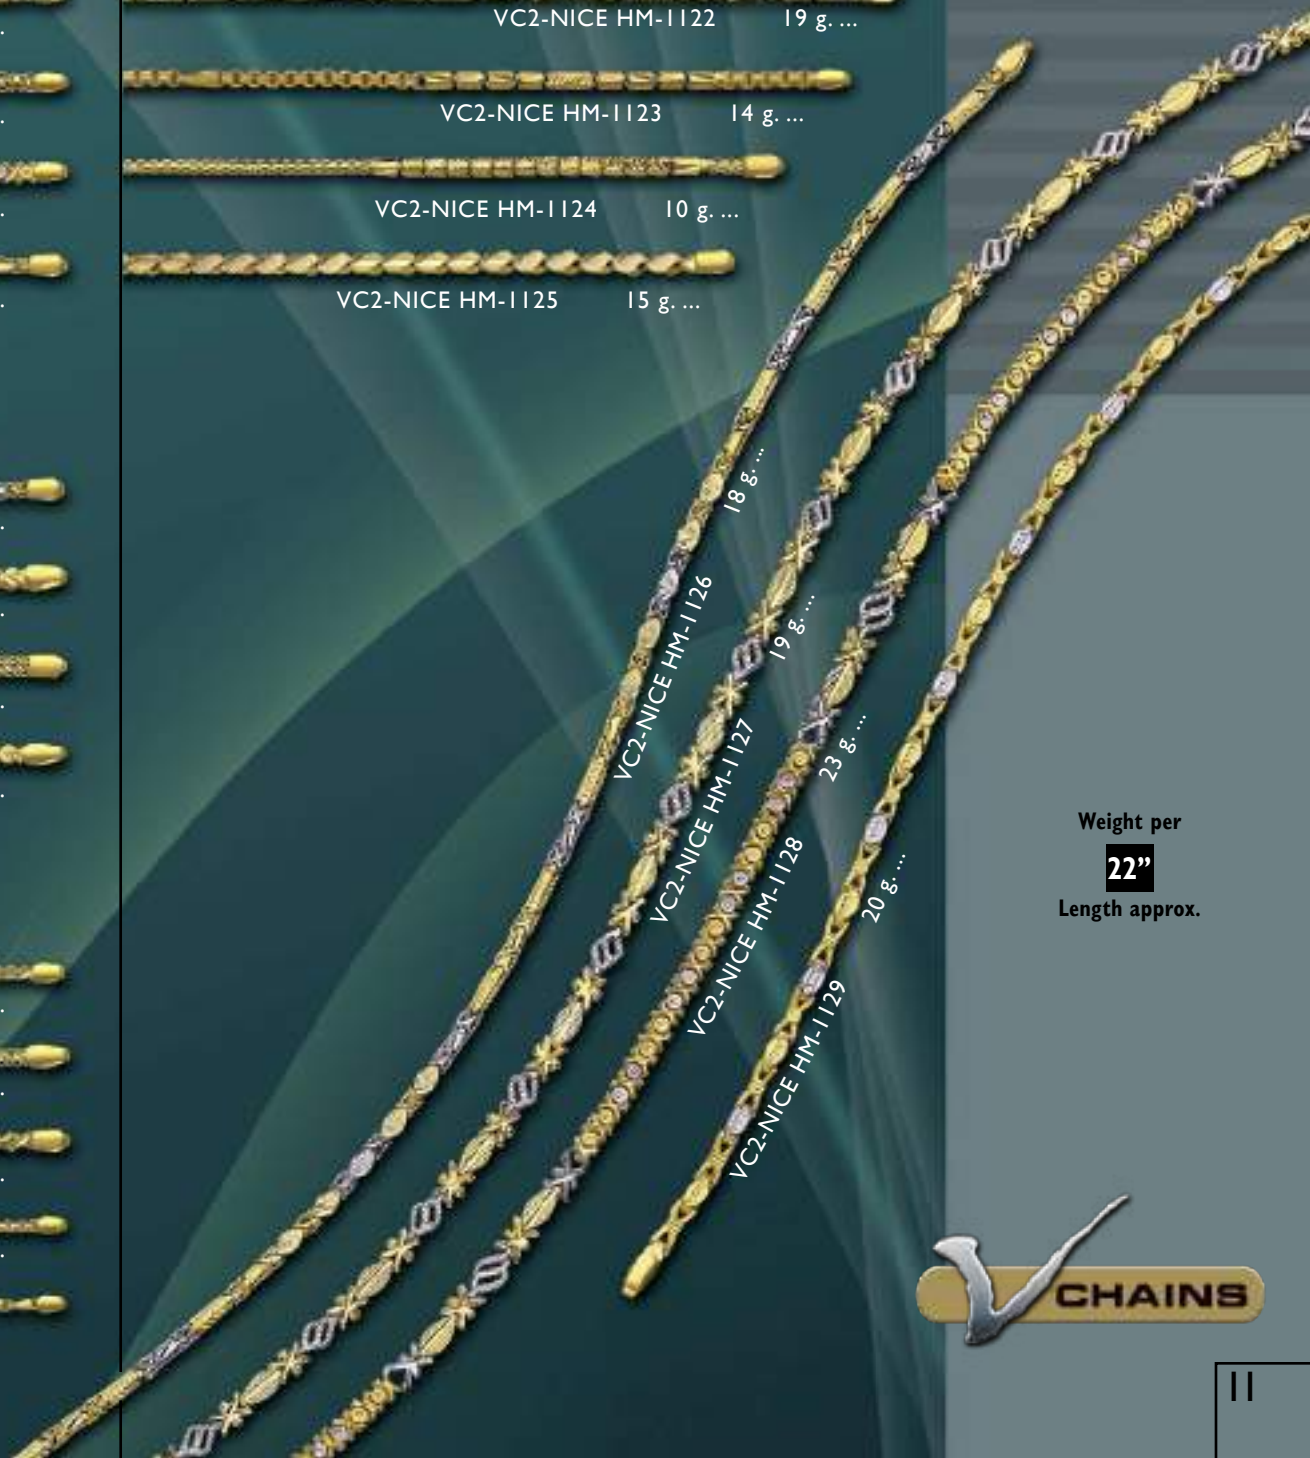 VC2-NICE HM-1122 19 g. ...
VC2-NICE HM-1123 14 g. ...
VC2-NICE HM-1124 10 g. ...
VC2-NICE HM-1125 15 g. ...
VC2-NICE HM-1126 18 g. ...
VC2-NICE HM-1127 19 g. ...
VC2-NICE HM-1128 23 g. ...
VC2-NICE HM-1129 20 g. ...
Weight per
22”
Length approx.
V CHAINS
11